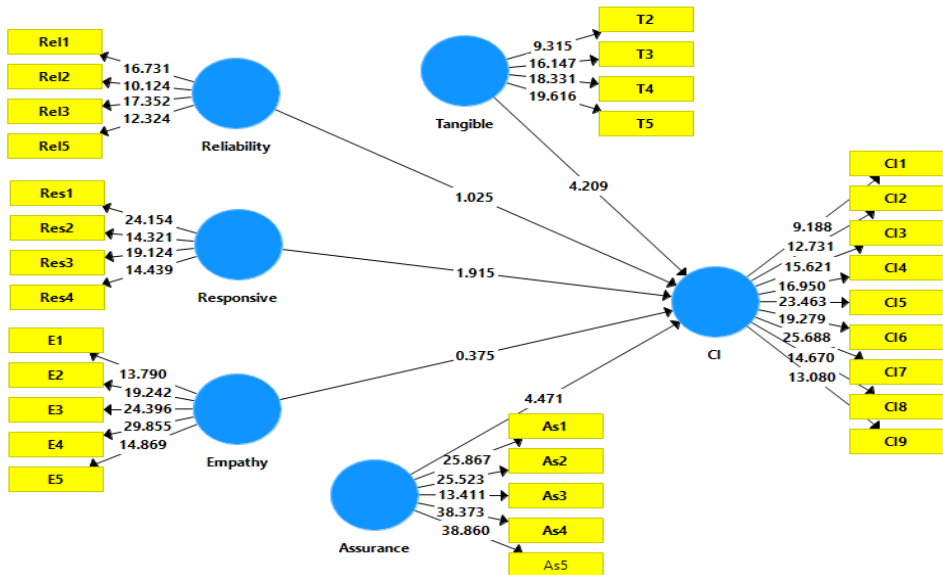 Rel1
Rel2
Rel3
Rel5
16.731
10.124
17.352
12.324
Reliability
T2
T3
T4
T5
9.315
16.147
18.331
19.616
Tangible
1.025
4.209
Res1
Res2
Res3
Res4
24.154
14.321
19.124
14.439
Responsive
1.915
CI1
CI2
CI3
CI4
CI5
CI6
CI7
CI8
CI9
9.188
12.731
15.621
16.950
23.463
19.279
25.688
14.670
13.080
CI
E1
E2
E3
E4
E5
13.790
19.242
24.396
29.855
14.869
Empathy
0.375
4.471
As1
As2
As3
As4
As5
25.867
25.523
13.411
38.373
38.860
Assurance